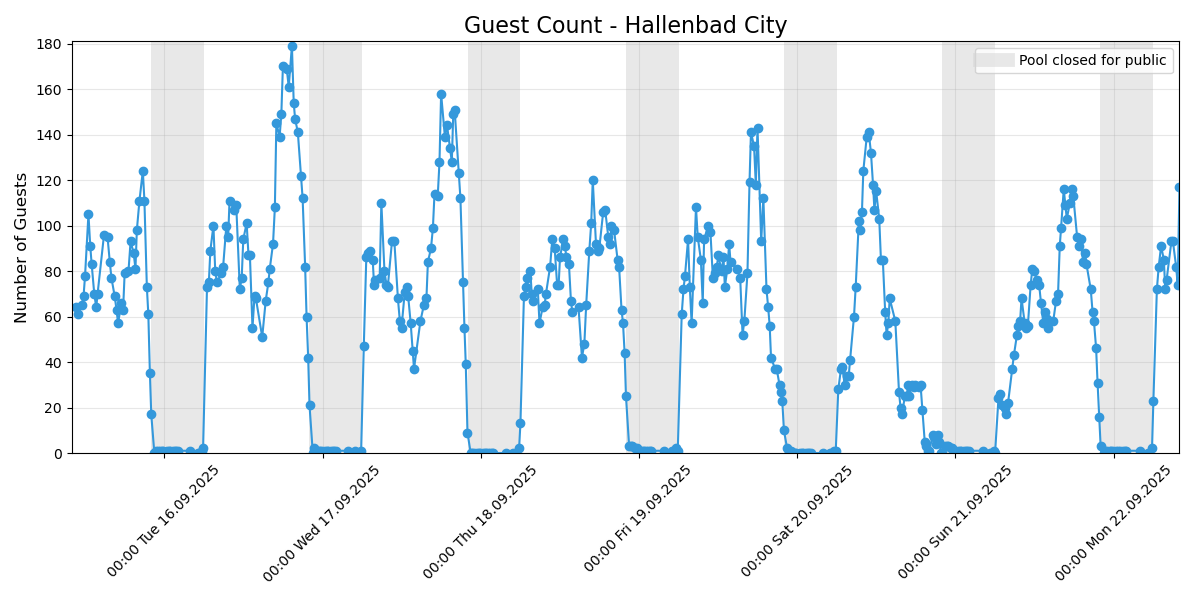 Guest Count - Hallenbad City
Pool closed for public
Number of Guests
180
160
140
120
100
80
60
40
20
0
00:00 Tue 16.09.2025
00:00 Wed 17.09.2025
00:00 Thu 18.09.2025
00:00 Fri 19.09.2025
00:00 Sat 20.09.2025
00:00 Sun 21.09.2025
00:00 Mon 22.09.2025